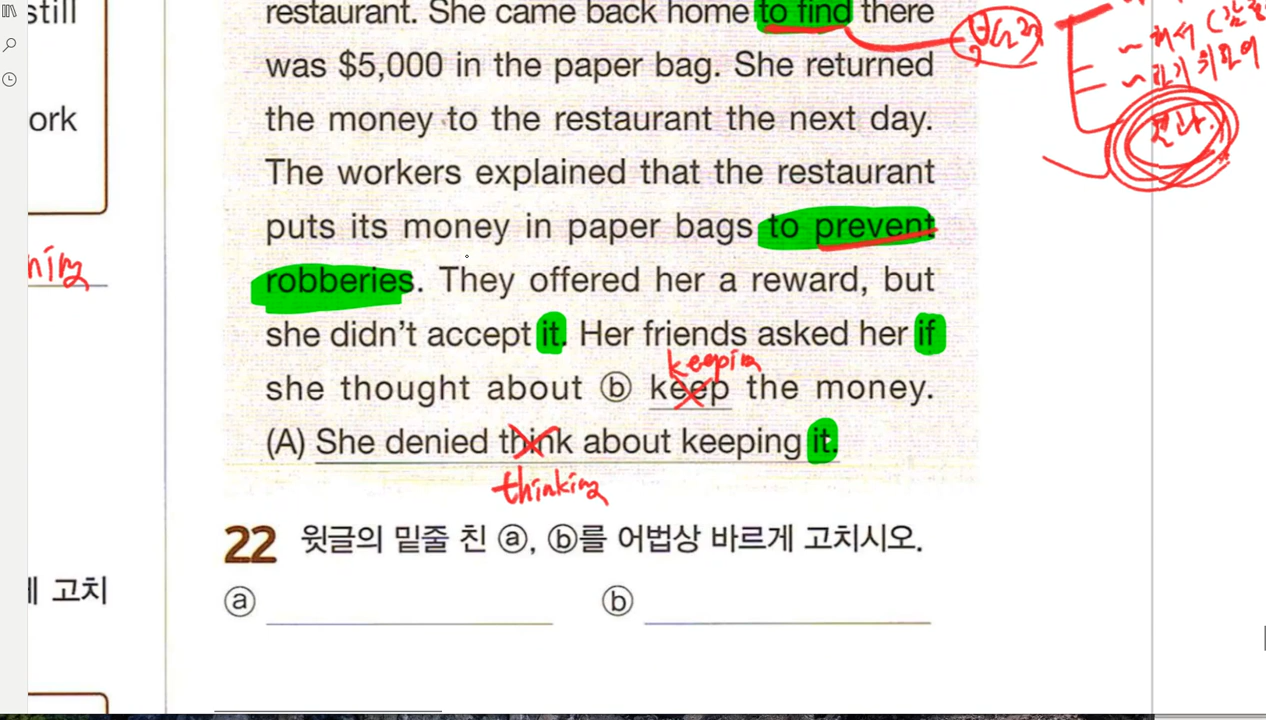 still
ork
게 고치
restaurant. She came back home to find there
was $5,000 in the paper bag. She returned
the money to the restaurant the next day.
The workers explained that the restaurant
puts its money in paper bags to prevent
robberies. They offered her a reward, but
she didn't accept it. Her friends asked her if
keepin
she thought about ⓑ keep the money.
(A) She denied think about keeping it.
thinking
22 윗글의 밑줄 친 ⓐ, ⓑ를 어법상 바르게 고치시오.
ⓐ ⓑ